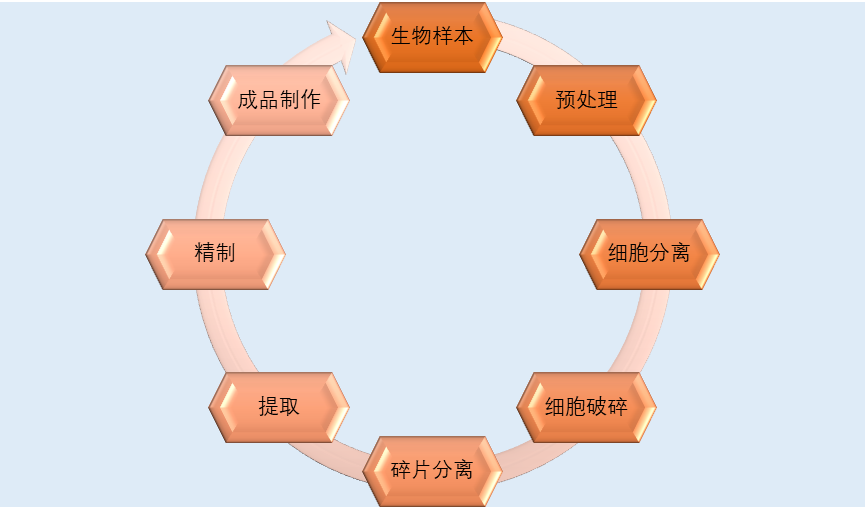 生物样本
预处理
细胞分离
细胞破碎
碎片分离
提取
精制
成品制作